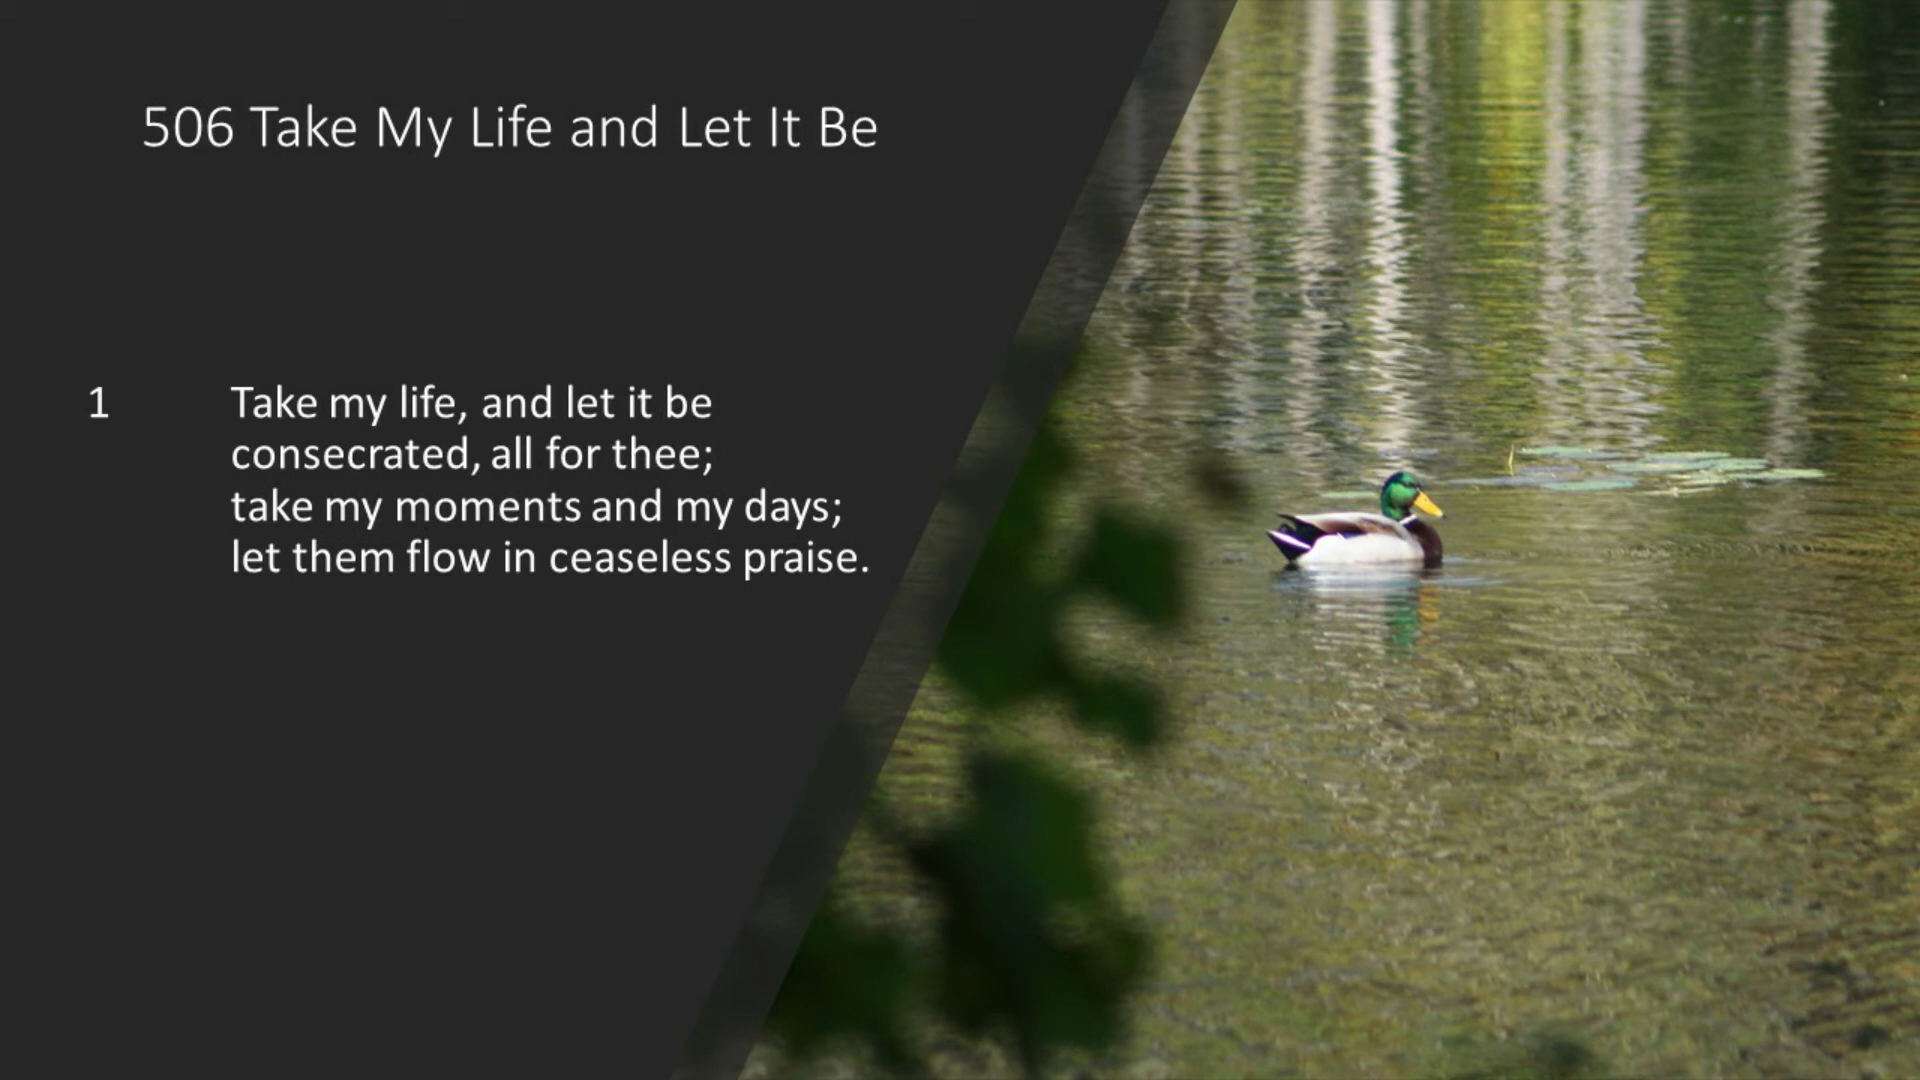 506 Take My Life and Let It Be
1 Take my life, and let it be
consecrated, all for thee;
take my moments and my days;
let them flow in ceaseless praise.